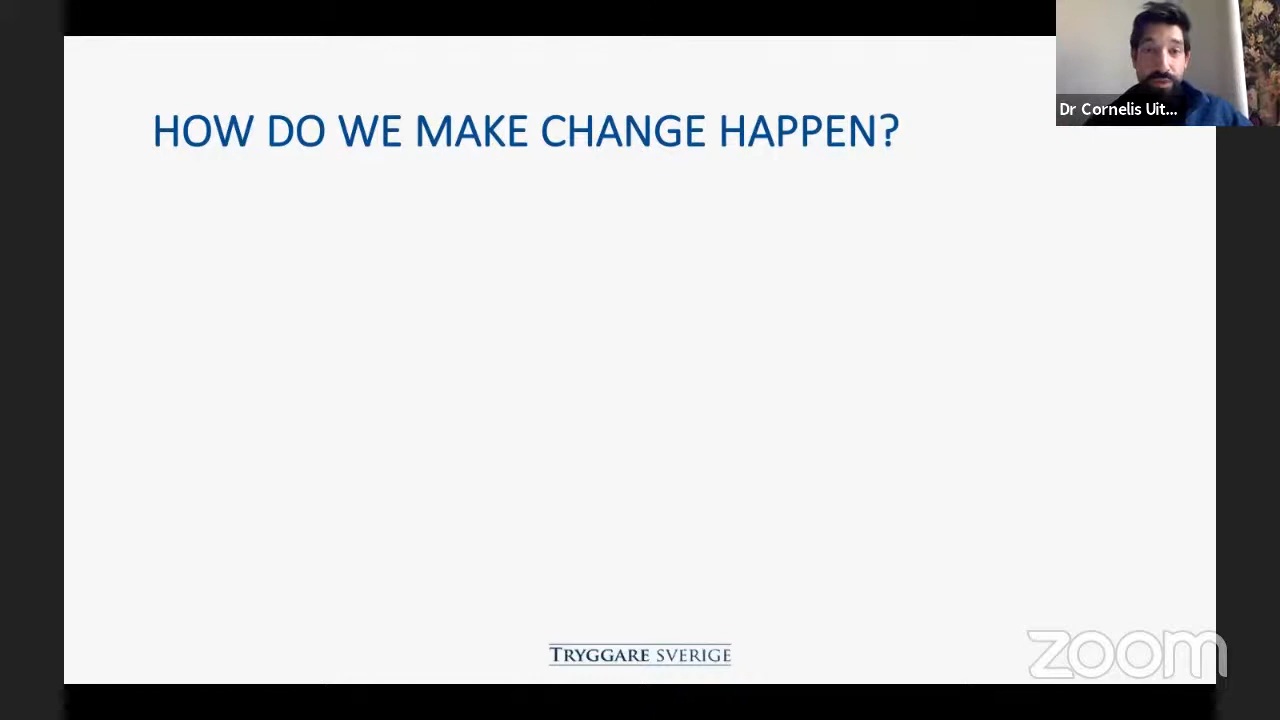 Dr Cornelis Uit...
HOW DO WE MAKE CHANGE HAPPEN?
TRYGGARE SVERIGE
zoom